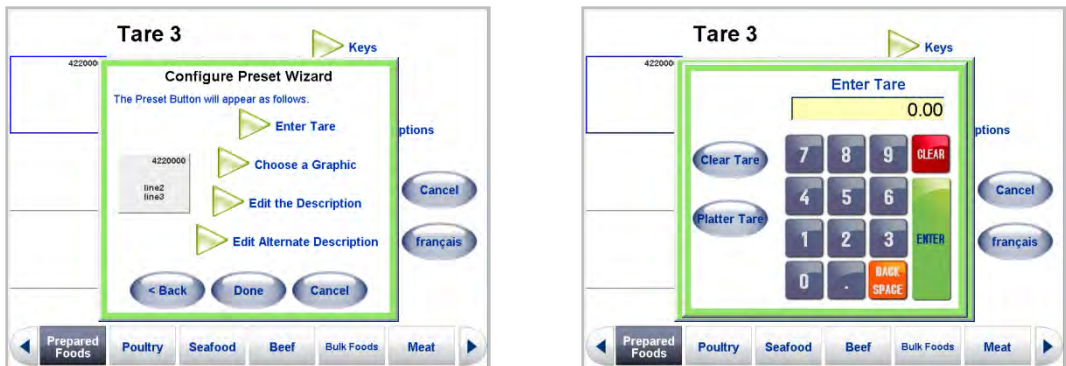 Tare 3
Keys
4220000
Configure Preset Wizard
The Preset Button will appear as follows.
Enter Tare
ptions
4220000
Choose a Graphic
line2
line3
Cancel
Edit the Description
Edit Alternate Description
français
< Back
Done
Cancel
Prepared
Foods
Poultry
Seafood
Beef
Bulk Foods
Meat
Tare 3
Keys
4220000
Enter Tare
0.00
ptions
Clear Tare
7 8 9 CLEAR
4 5 6
Cancel
Platter Tare
1 2 3 ENTER
français
0 . BACK
SPACE
Prepared
Foods
Poultry
Seafood
Beef
Bulk Foods
Meat